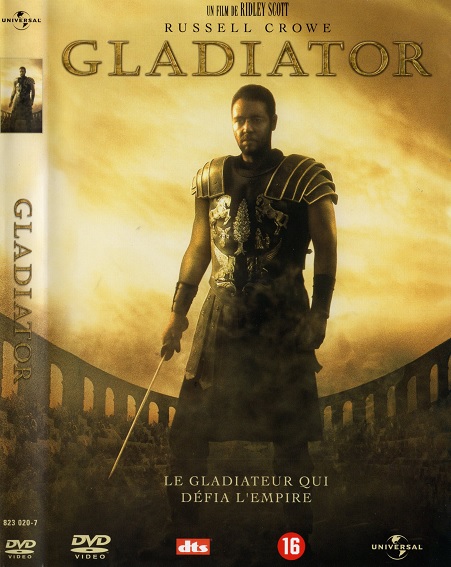 UNIVERSAL
GLADIATOR
823 020-7
DVD
VIDEO
UN FILM DE RIDLEY SCOTT
RUSSELL CROWE
GLADIATOR
LE GLADIATEUR QUI
DÉFIA L'EMPIRE
DVD
VIDEO
dts
16
UNIVERSAL